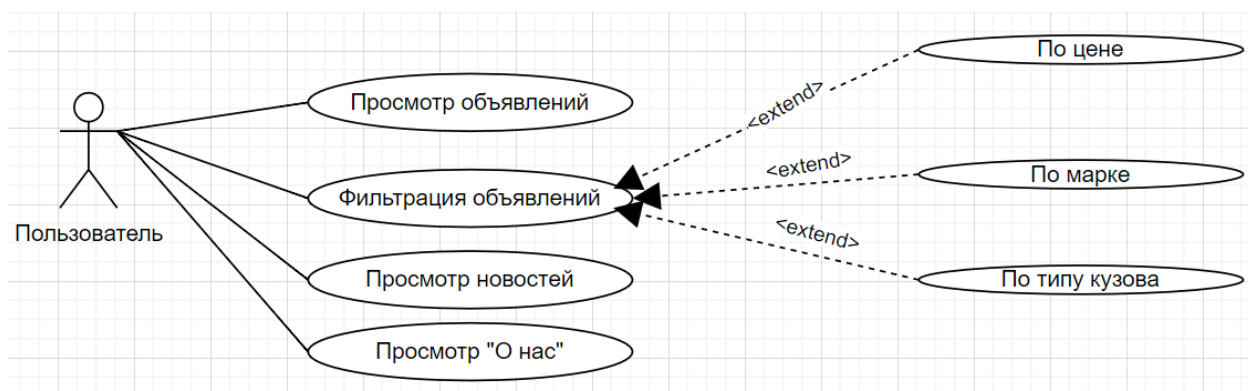 По цене
Просмотр объявлений
<extend>
<extend>
По марке
Фильтрация объявлений
Пользователь
<extend>
Просмотр новостей
По типу кузова
Просмотр "О нас"